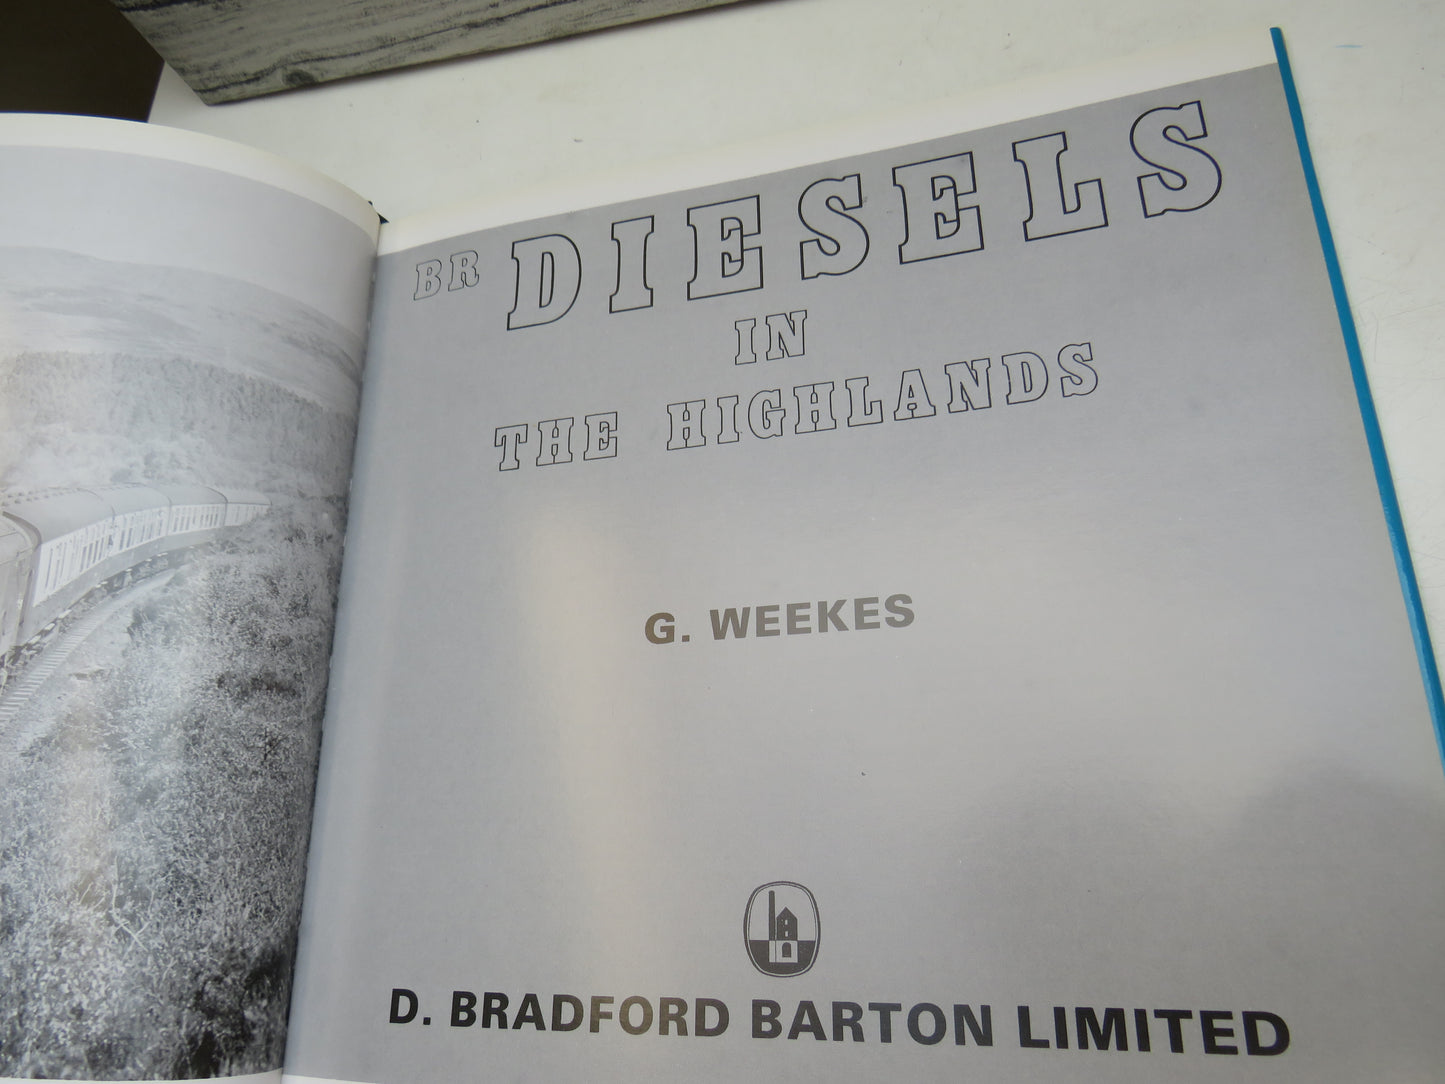 BR DIESELS
IN
THE HIGHLANDS
G. WEEKES
D. BRADFORD BARTON LIMITED